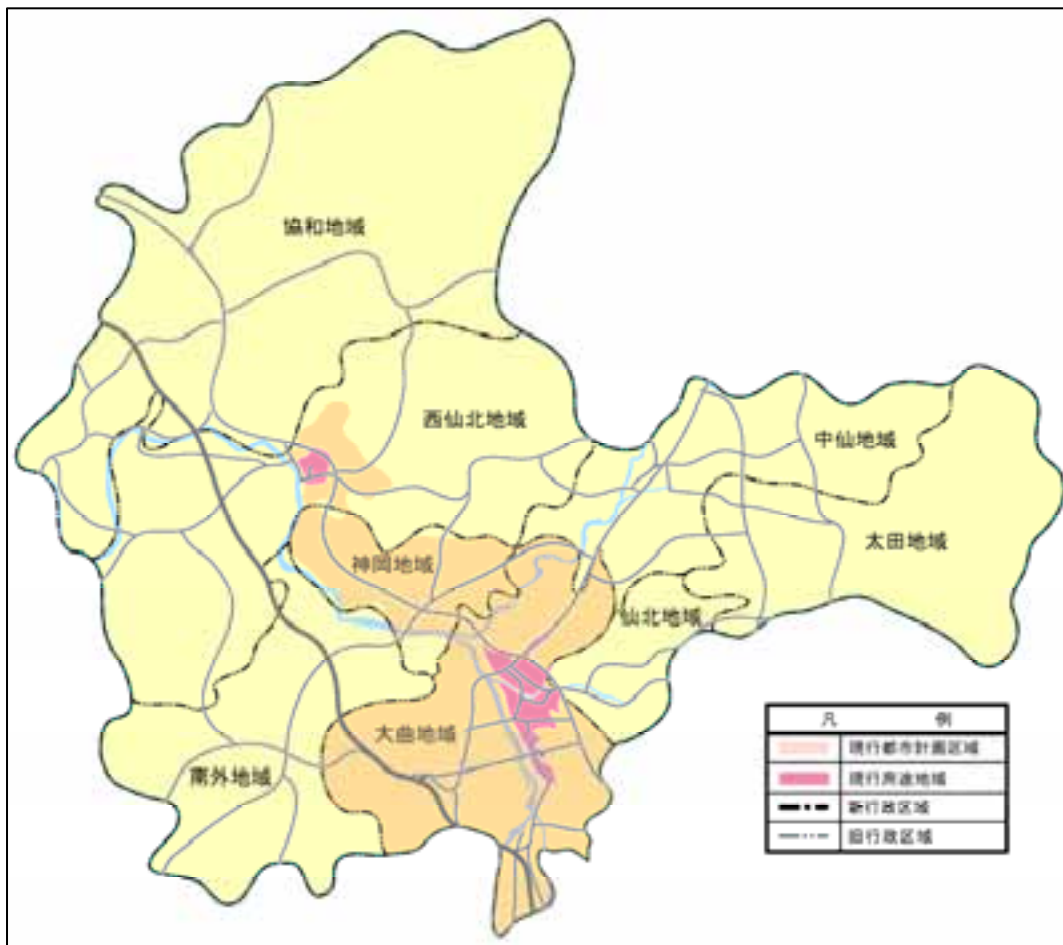 協和地域
西仙北地域
中仙地域
太田地域
神岡地域
仙北地域
大曲地域
南外地域
凡 例
現行都市計画区域
現行用途地域
新行政区域
旧行政区域